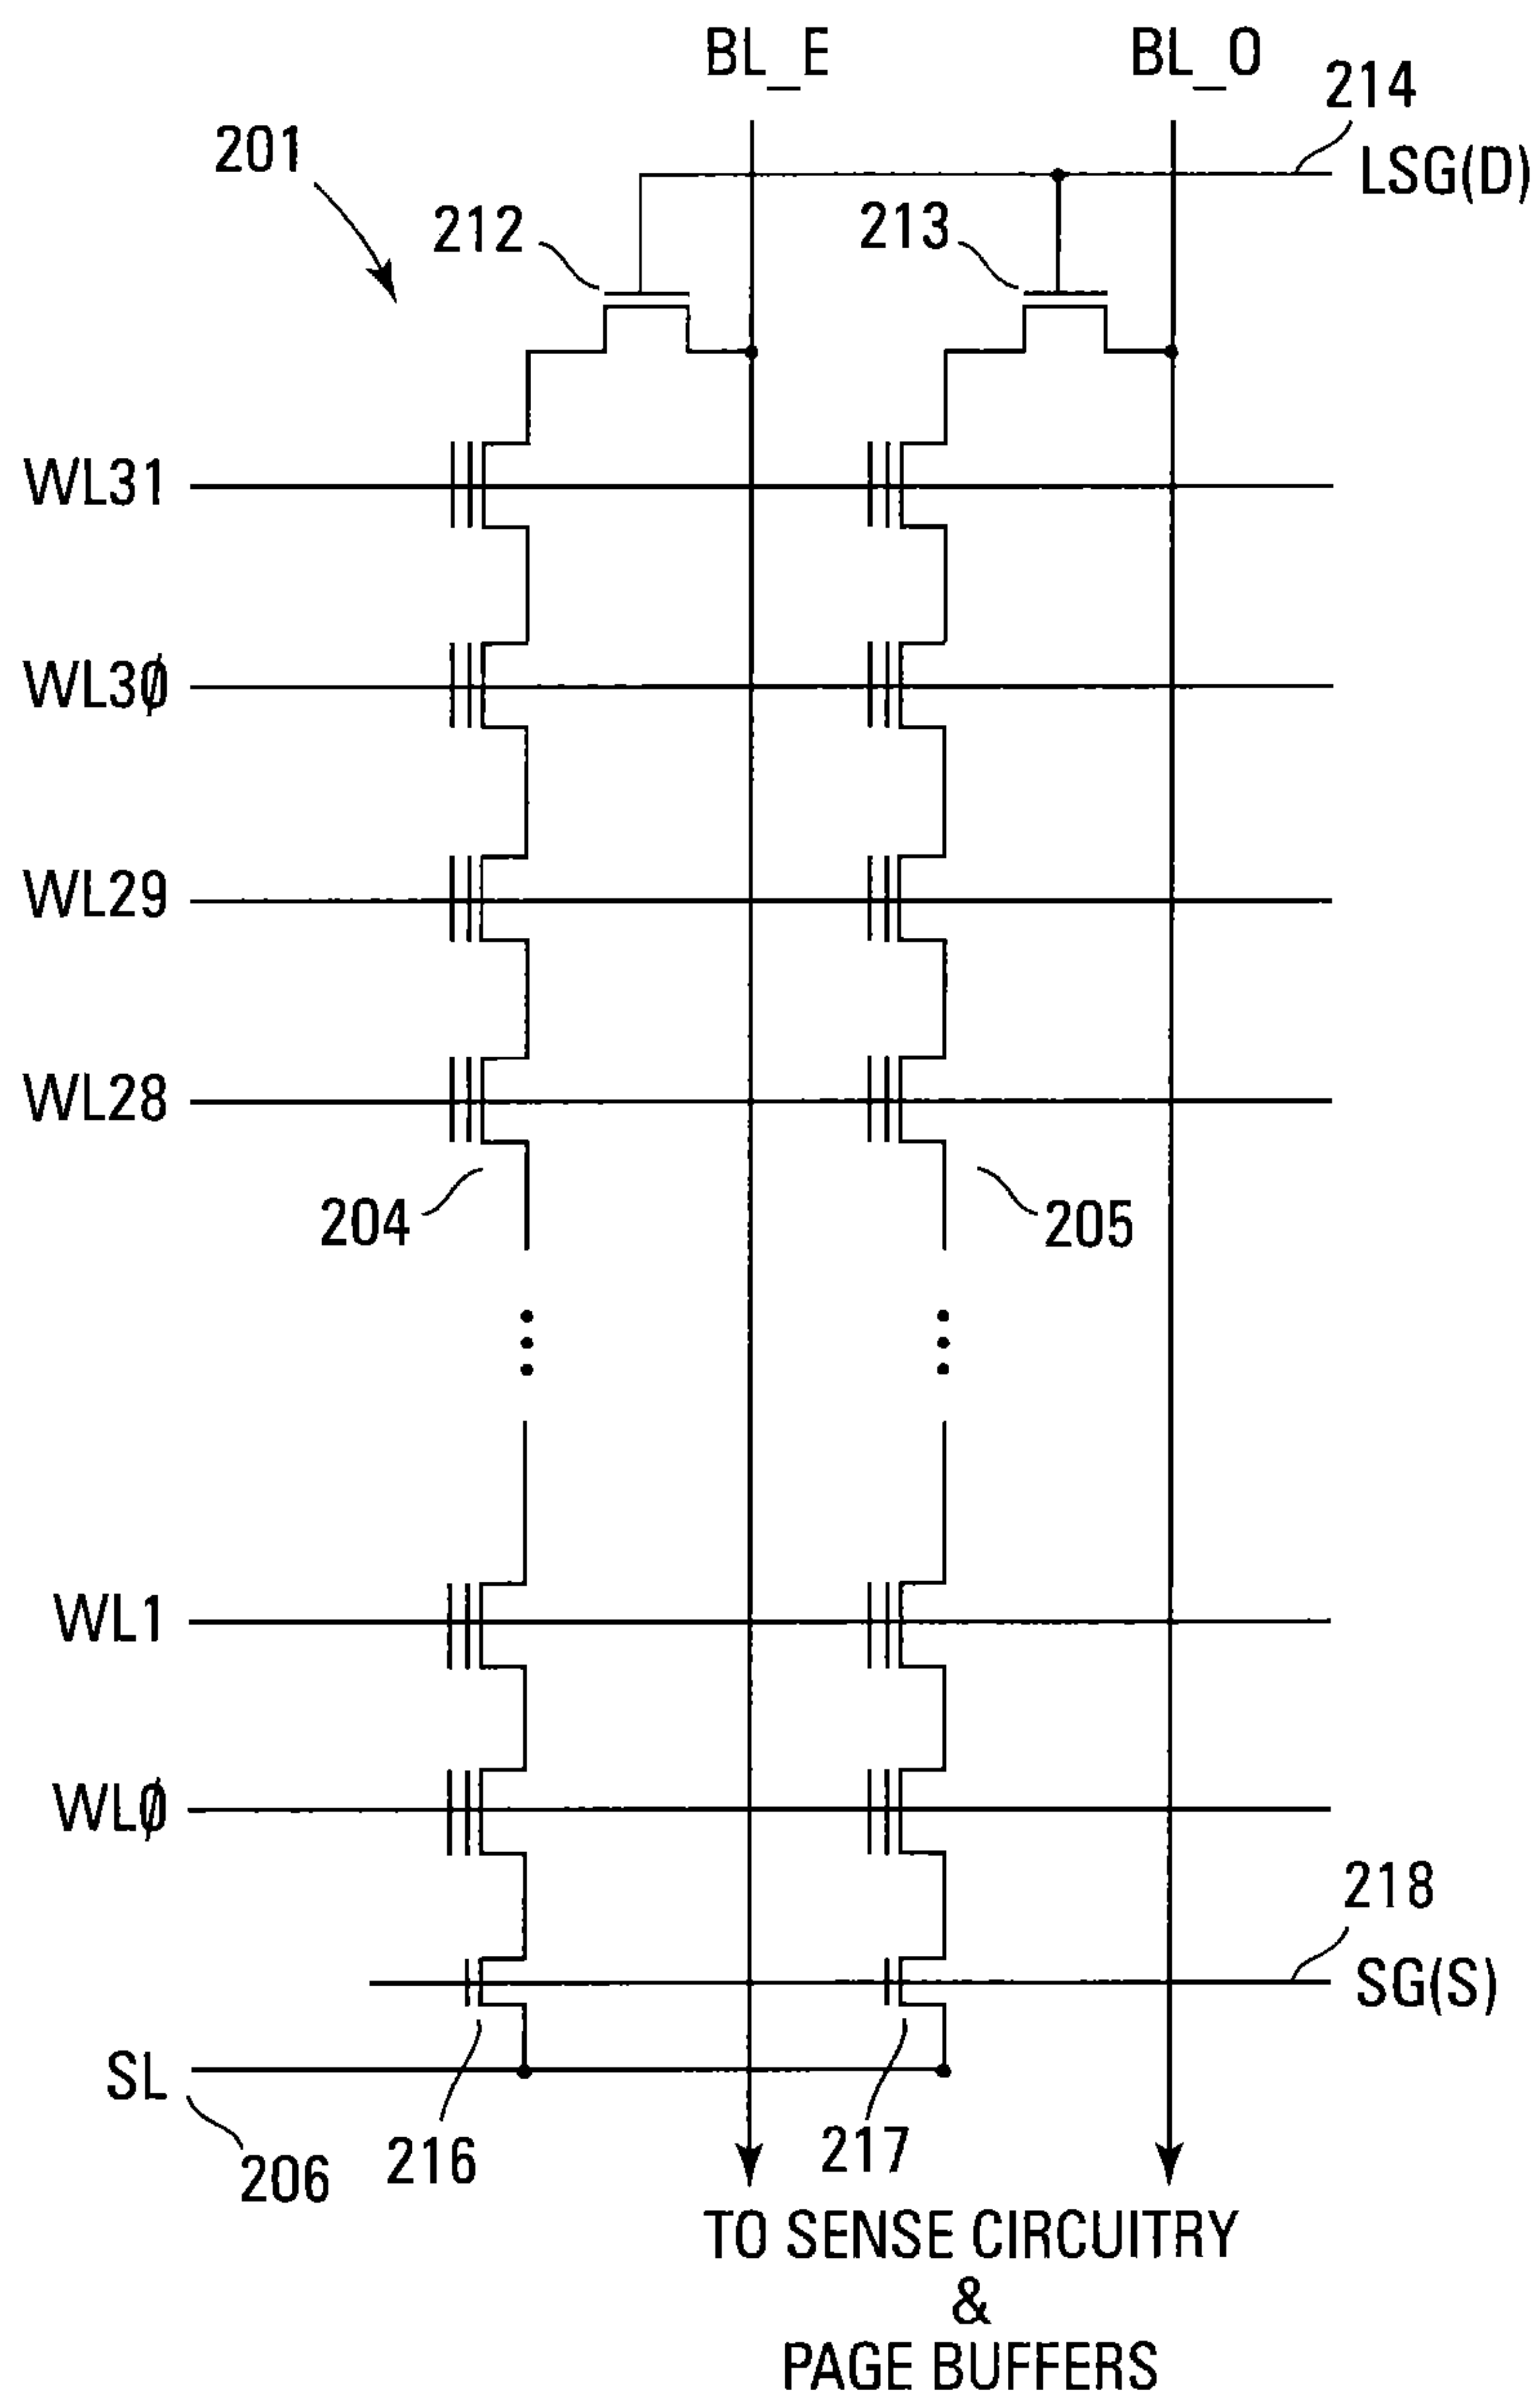 BL_E
BL_O
214
LSG(D)
201
212
213
WL31
WL3Ø
WL29
WL28
204
205
WL1
WLØ
218
SG(S)
SL
206
216
217
TO SENSE CIRCUITRY
&
PAGE BUFFERS